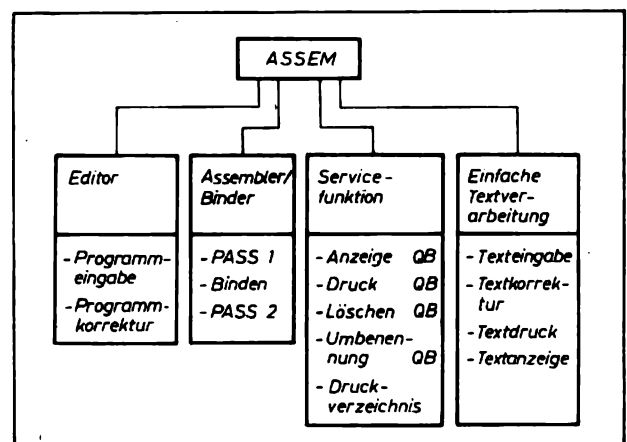 ASSEM
Editor
- Programm-
eingabe
- Programm-
korrektur
Assembler/
Binder
- PASS 1
- Binden
- PASS 2
Service-
funktion
- Anzeige QB
- Druck QB
- Löschen QB
- Umbenen-
nung QB
- Druck-
verzeichnis
Einfache
Textver-
arbeitung
- Texteingabe
- Textkorrek-
tur
- Textdruck
- Textanzeige